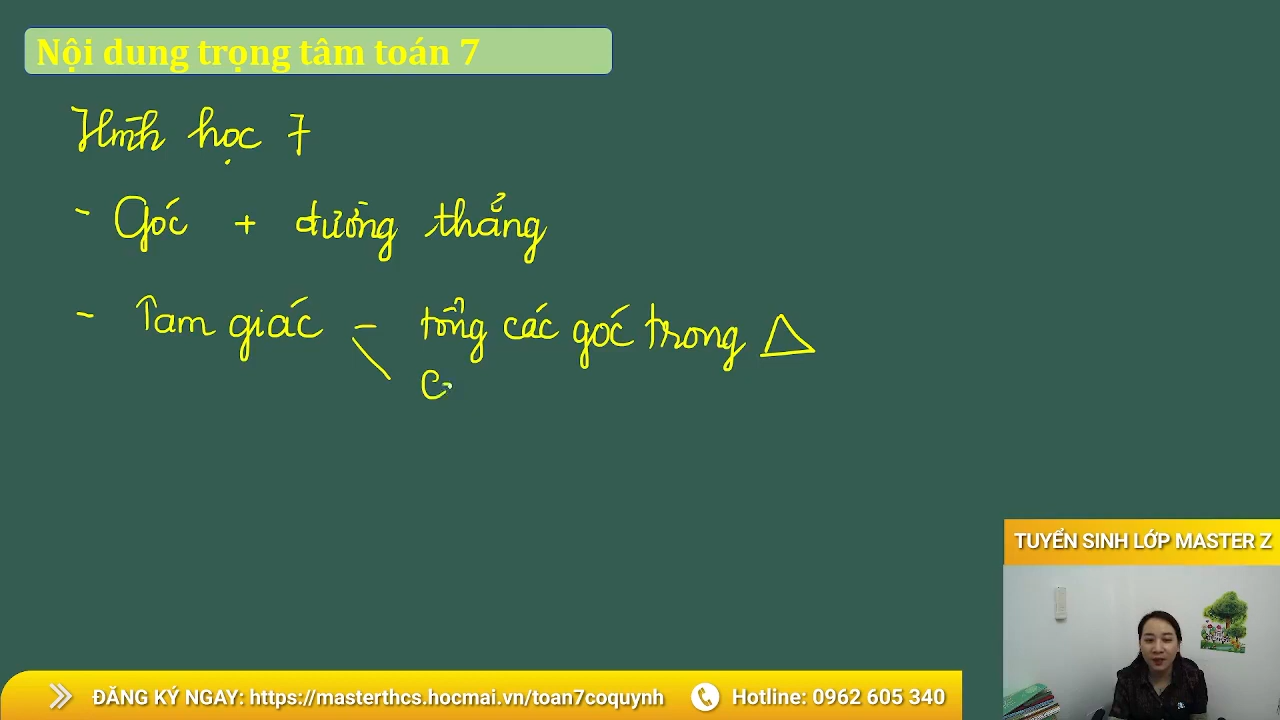 Nội dung trọng tâm toán 7
Hình học 7
- Góc + đường thẳng
- Tam giác - tổng các góc trong △
C
TUYỂN SINH LỚP MASTER Z
ĐĂNG KÝ NGAY: https://masterthcs.hocmai.vn/toan7coquynh Hotline: 0962 605 340